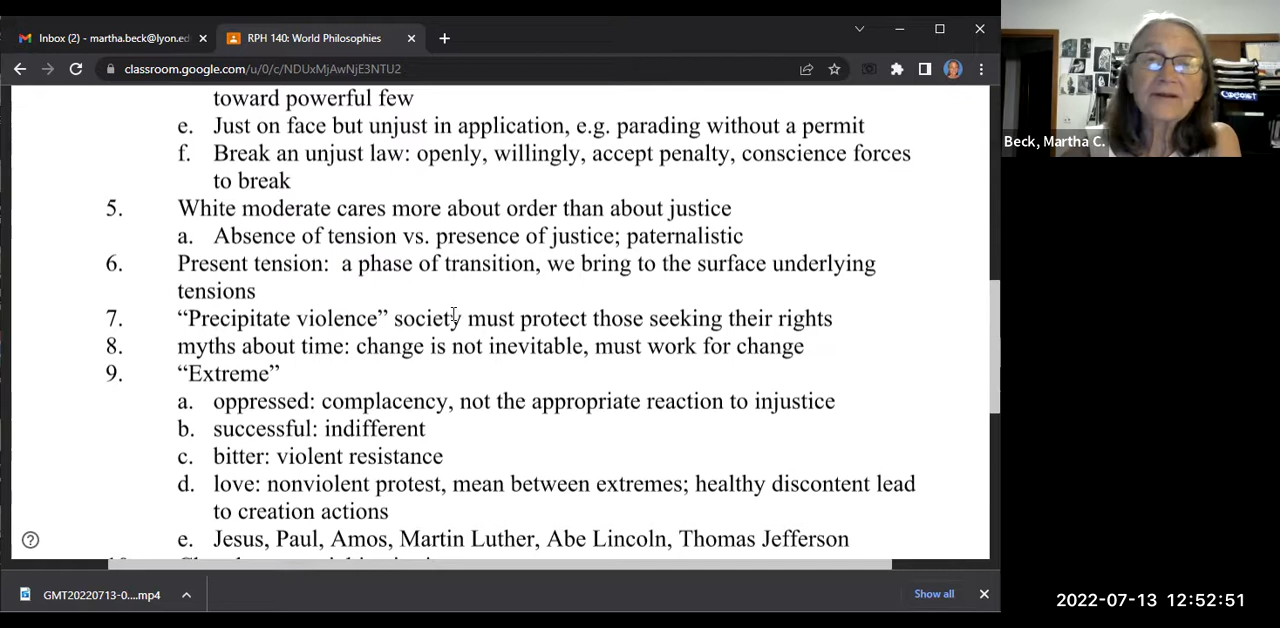 Inbox (2) - martha.beck@lyon.ed
RPH 140: World Philosophies
classroom.google.com/u/0/c/NDUxMjAwNjE3NTU2
toward powerful few
e. Just on face but unjust in application, e.g. parading without a permit
f. Break an unjust law: openly, willingly, accept penalty, conscience forces
to break
5. White moderate cares more about order than about justice
a. Absence of tension vs. presence of justice; paternalistic
6. Present tension: a phase of transition, we bring to the surface underlying
tensions
7. “Precipitate violence” society must protect those seeking their rights
8. myths about time: change is not inevitable, must work for change
9. “Extreme”
a. oppressed: complacency, not the appropriate reaction to injustice
b. successful: indifferent
c. bitter: violent resistance
d. love: nonviolent protest, mean between extremes; healthy discontent lead
to creation actions
e. Jesus, Paul, Amos, Martin Luther, Abe Lincoln, Thomas Jefferson
GMT20220713-0....mp4
Show all
Beck, Martha C.
2022-07-13 12:52:51